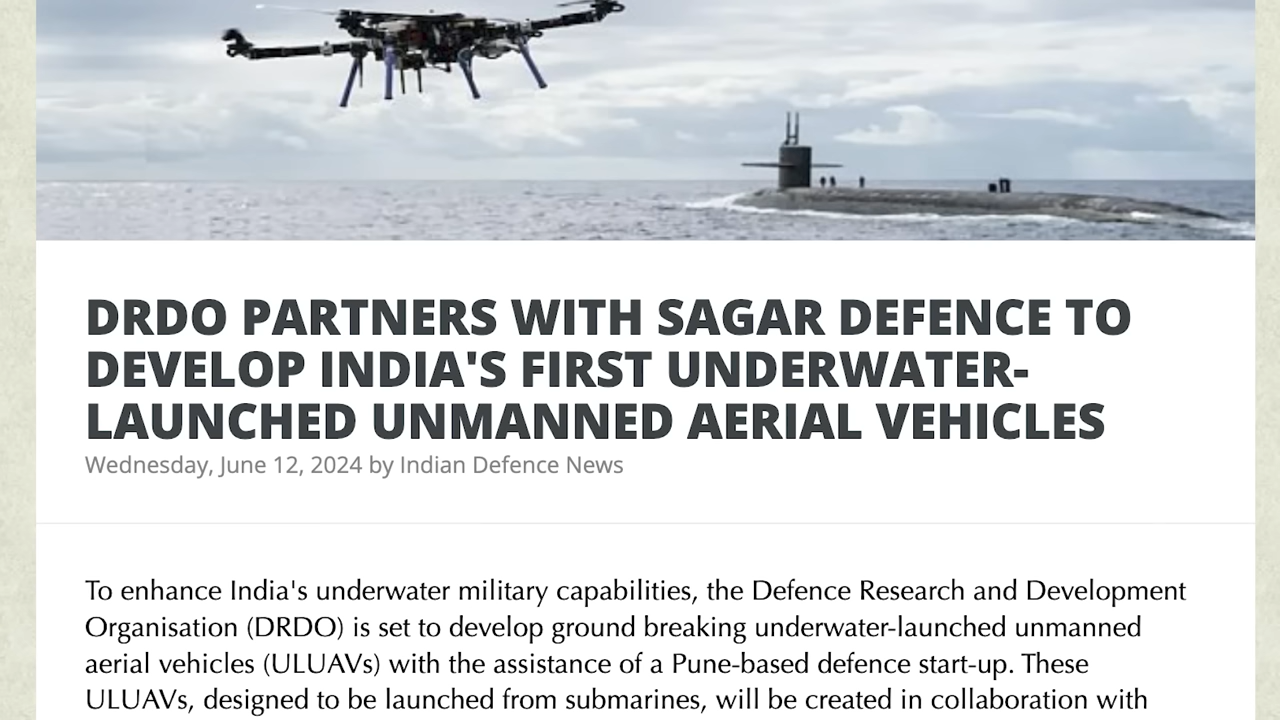 DRDO PARTNERS WITH SAGAR DEFENCE TO
DEVELOP INDIA'S FIRST UNDERWATER-
LAUNCHED UNMANNED AERIAL VEHICLES
Wednesday, June 12, 2024 by Indian Defence News
To enhance India's underwater military capabilities, the Defence Research and Development
Organisation (DRDO) is set to develop ground breaking underwater-launched unmanned
aerial vehicles (ULUAVs) with the assistance of a Pune-based defence start-up. These
ULUAVs, designed to be launched from submarines, will be created in collaboration with